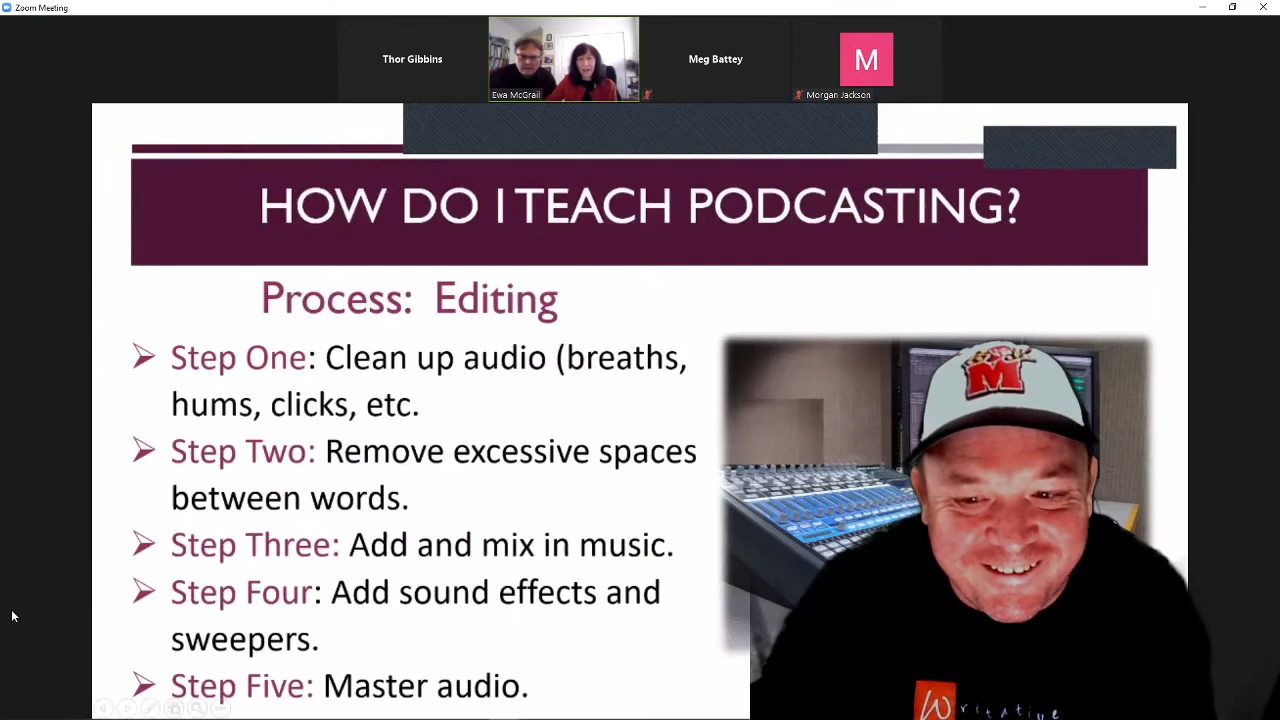 Zoom Meeting
Thor Gibbins
Ewa McGrail
Meg Battey
M
Morgan Jackson
HOW DO I TEACH PODCASTING?
Process: Editing
Step One: Clean up audio (breaths,
hums, clicks, etc.
Step Two: Remove excessive spaces
between words.
Step Three: Add and mix in music.
Step Four: Add sound effects and
sweepers.
Step Five: Master audio.
M
Writative